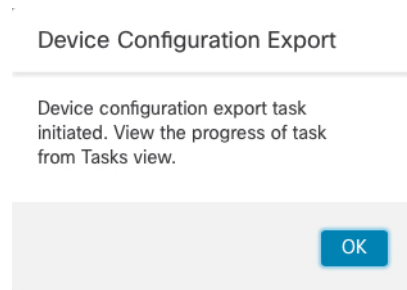 Device Configuration Export
Device configuration export task
initiated. View the progress of task
from Tasks view.
OK